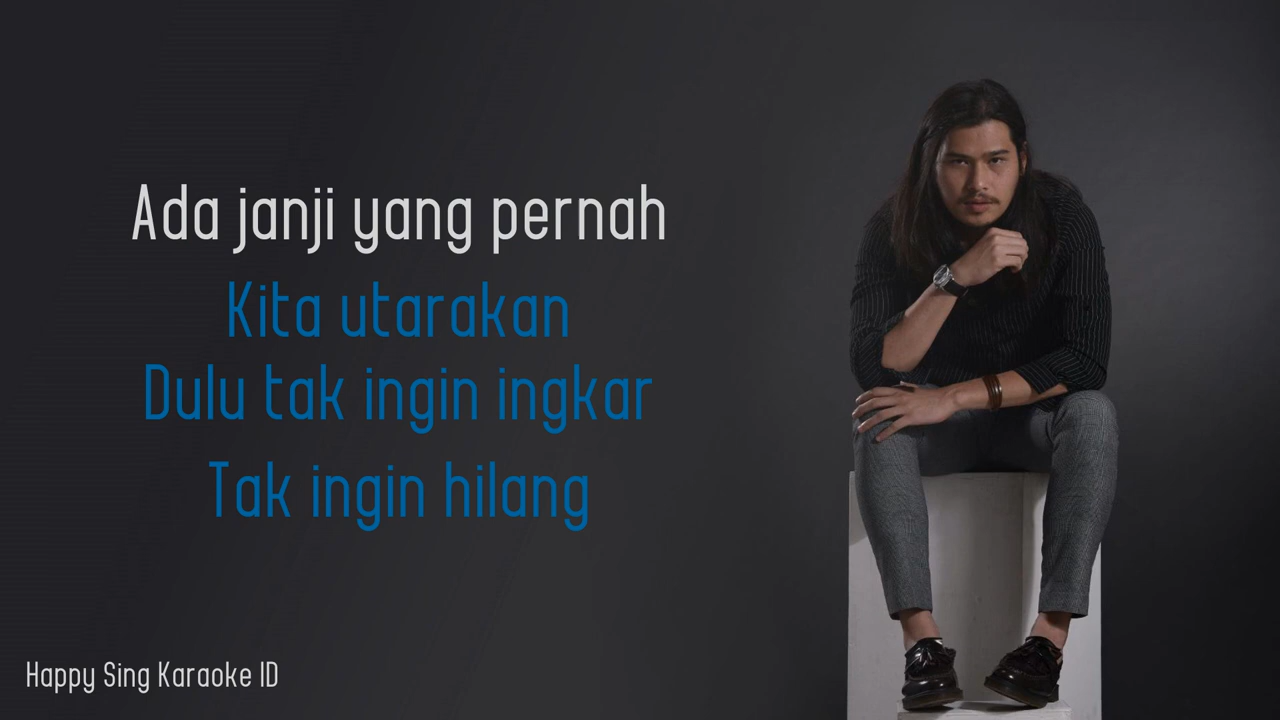 Ada janji yang pernah
Kita utarakan
Dulu tak ingin ingkar
Tak ingin hilang
Happy Sing Karaoke ID